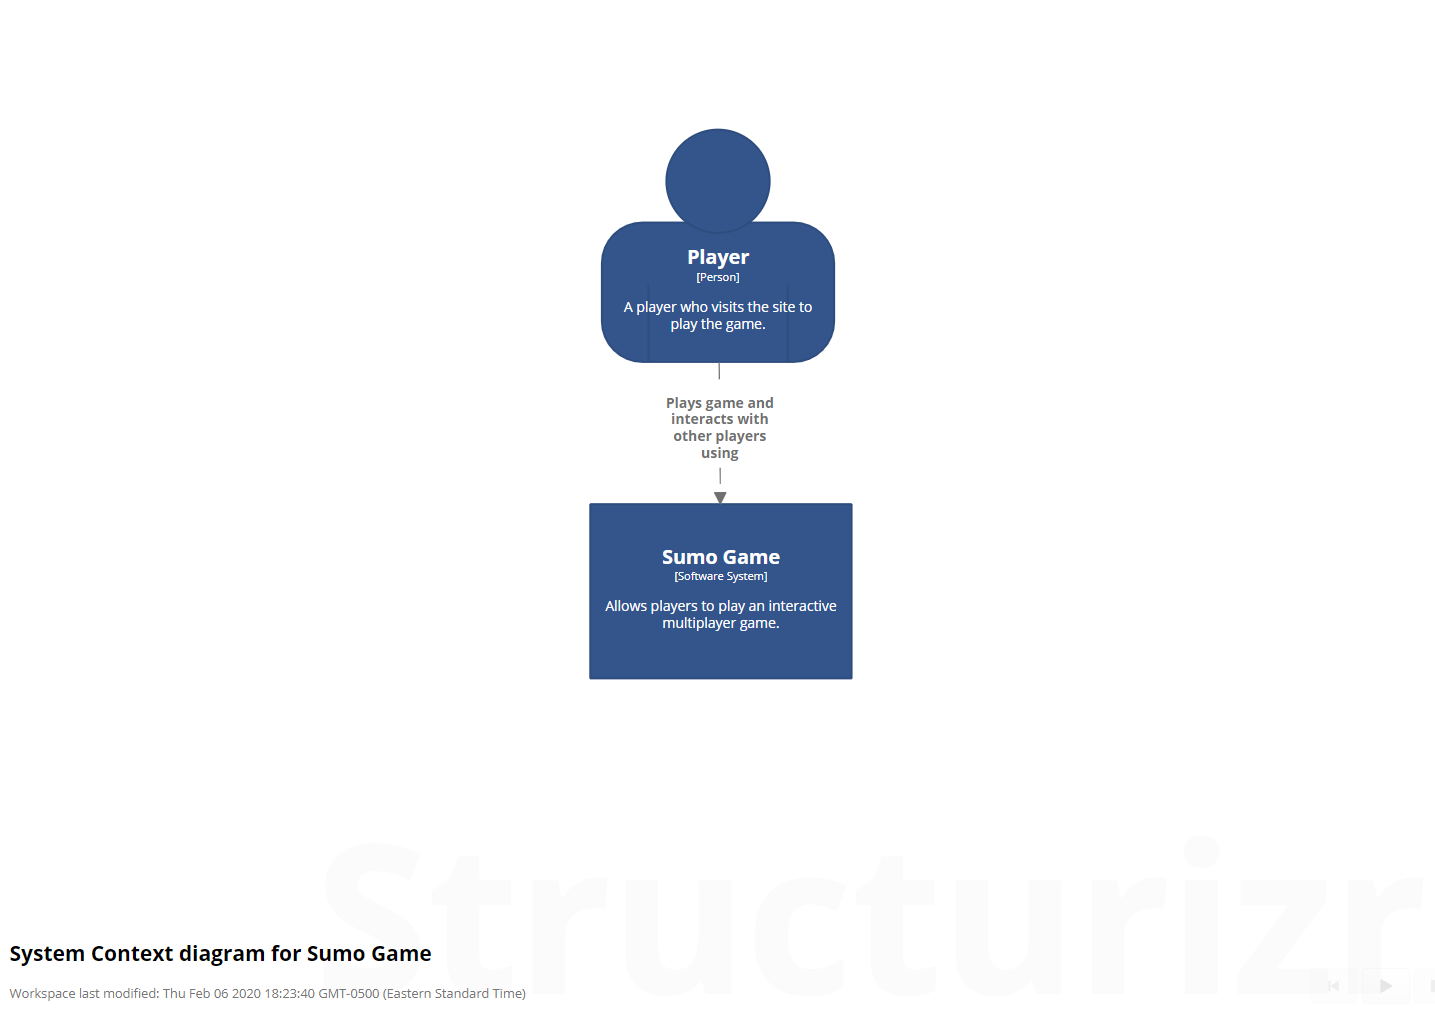 Player
[Person]
A player who visits the site to
play the game.
Plays game and
interacts with
other players
using
Sumo Game
[Software System]
Allows players to play an interactive
multiplayer game.
Structurizr
System Context diagram for Sumo Game
Workspace last modified: Thu Feb 06 2020 18:23:40 GMT-0500 (Eastern Standard Time)